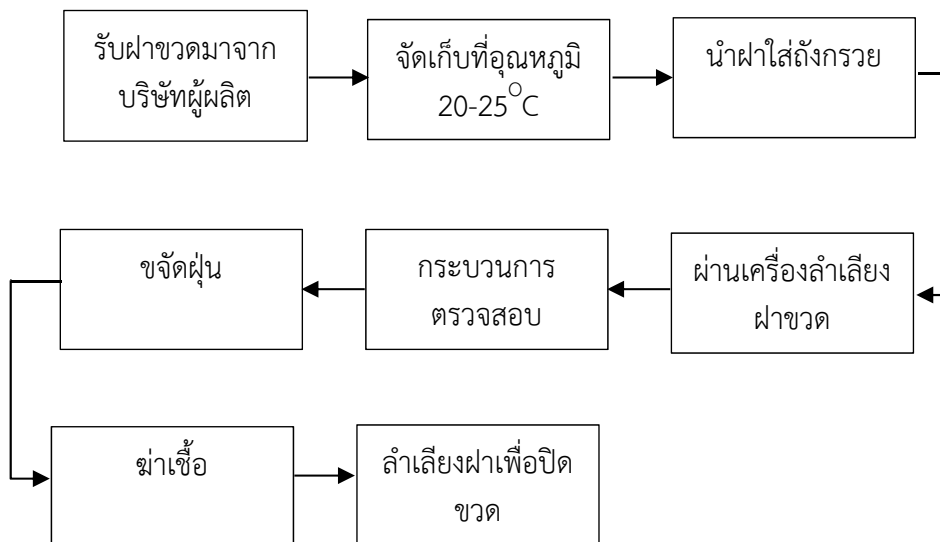 รับฝาขวดมาจาก
บริษัทผู้ผลิต
จัดเก็บที่อุณหภูมิ
20-25°C
นำฝาใส่ถังกรวย
ผ่านเครื่องลำเลียง
ฝาขวด
กระบวนการ
ตรวจสอบ
ขจัดฝุ่น
ฆ่าเชื้อ
ลำเลียงฝาเพื่อปิด
ขวด